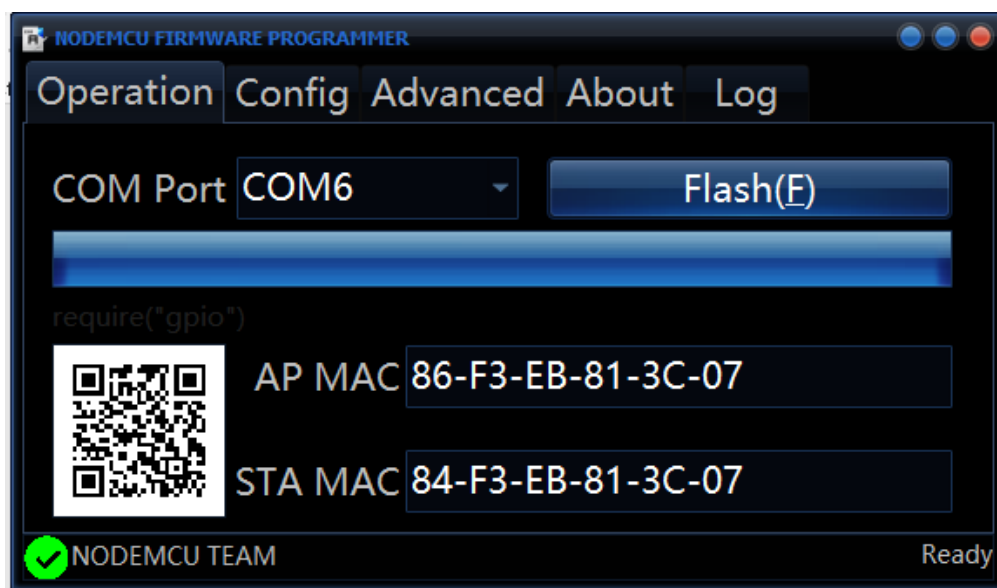 NODEMCU FIRMWARE PROGRAMMER
Operation Config Advanced About Log
COM Port COM6 Flash(F)
require("gpio")
AP MAC 86-F3-EB-81-3C-07
STA MAC 84-F3-EB-81-3C-07
NODEMCU TEAM Ready